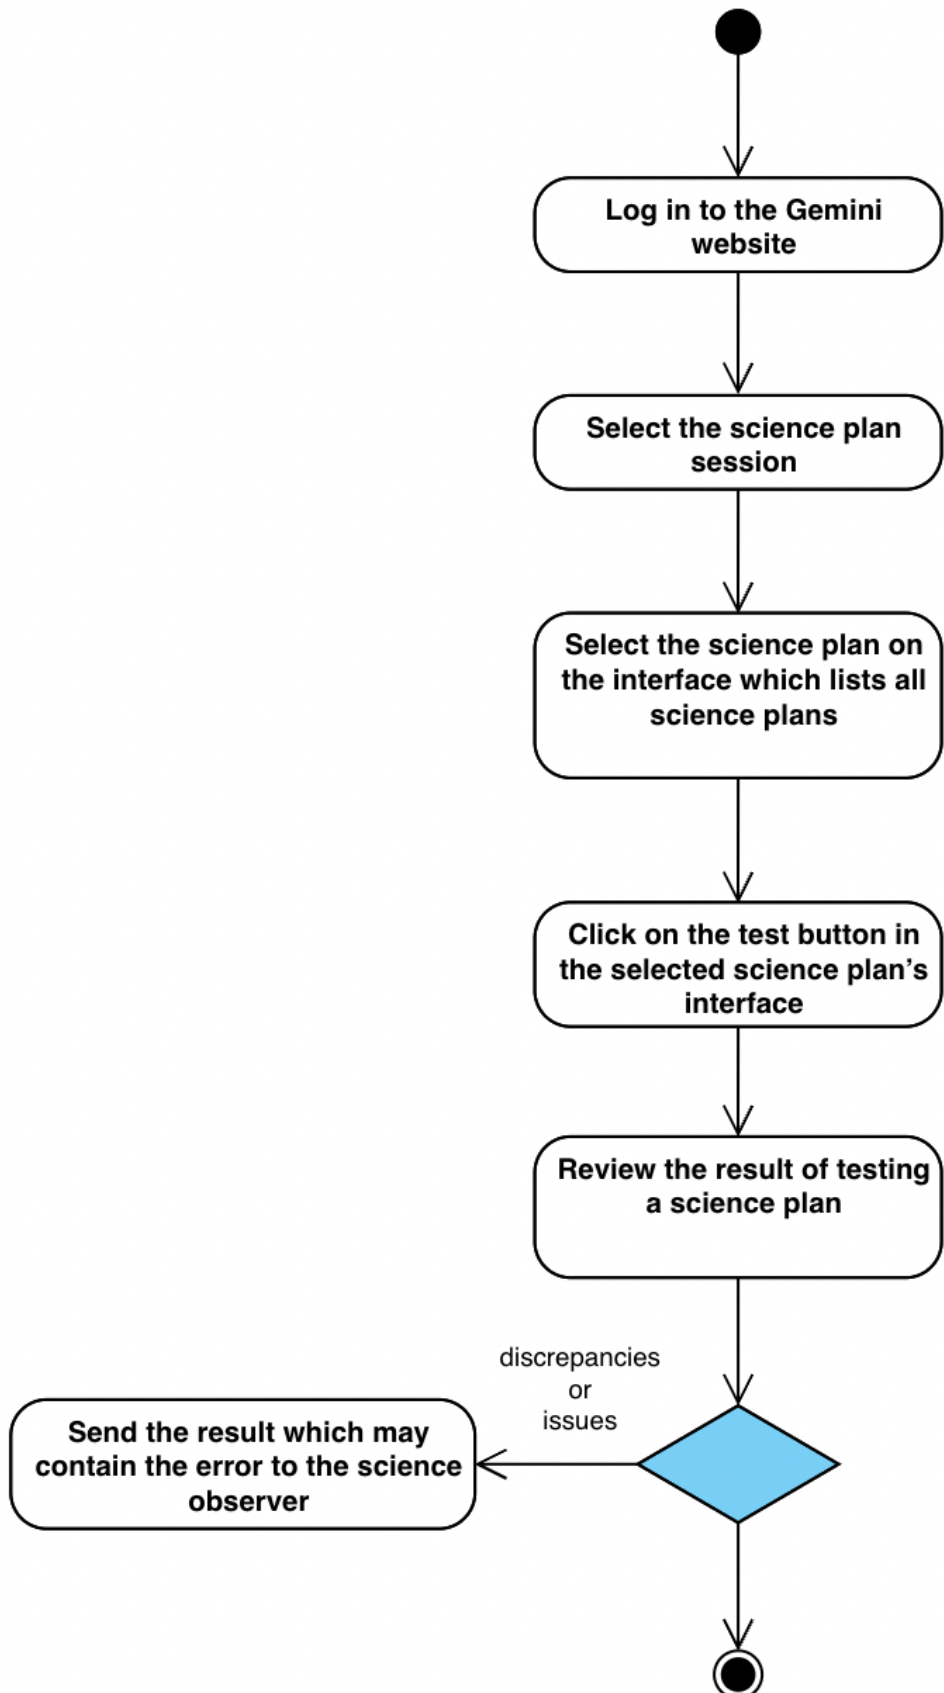 Log in to the Gemini
website
Select the science plan
session
Select the science plan on
the interface which lists all
science plans
Click on the test button in
the selected science plan's
interface
Review the result of testing
a science plan
discrepancies
or
issues
Send the result which may
contain the error to the science
observer